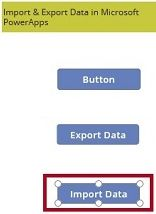 Import & Export Data in Microsoft
PowerApps
Button
Export Data
Import Data